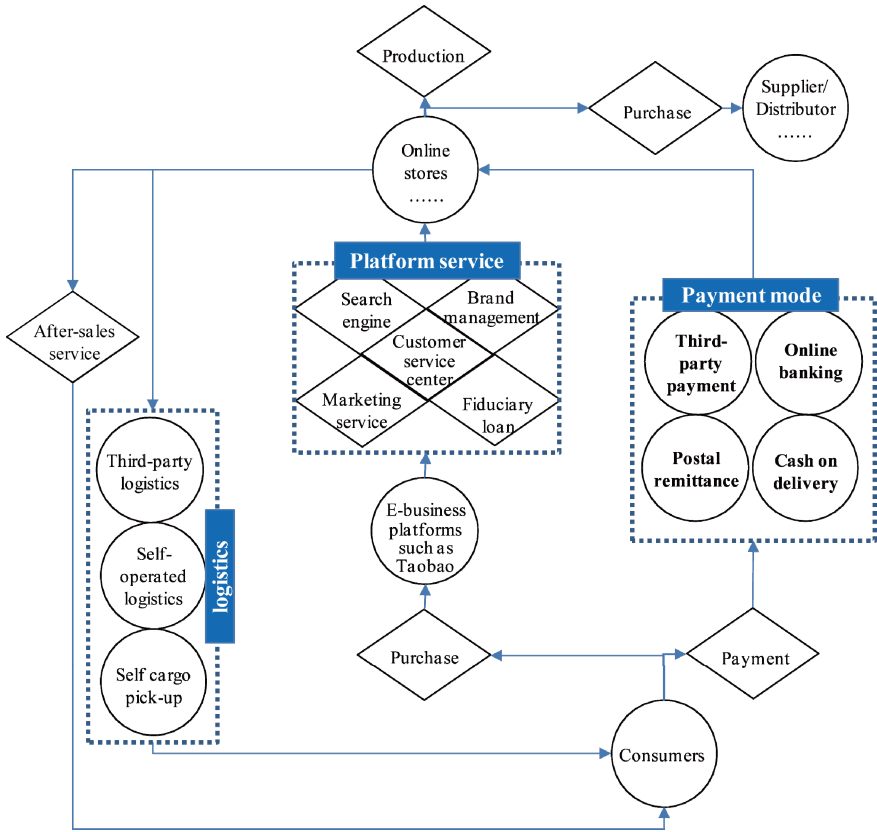 Production
Purchase
Supplier/
Distributor
……
Online
stores
……
Platform service
Search
engine
Brand
management
Customer
service
center
Marketing
service
Fiduciary
loan
Payment mode
Third-
party
payment
Online
banking
Postal
remittance
Cash on
delivery
After-sales
service
Third-party
logistics
Self-
operated
logistics
Self cargo
pick-up
logistics
E-business
platforms
such as
Taobao
Purchase
Payment
Consumers